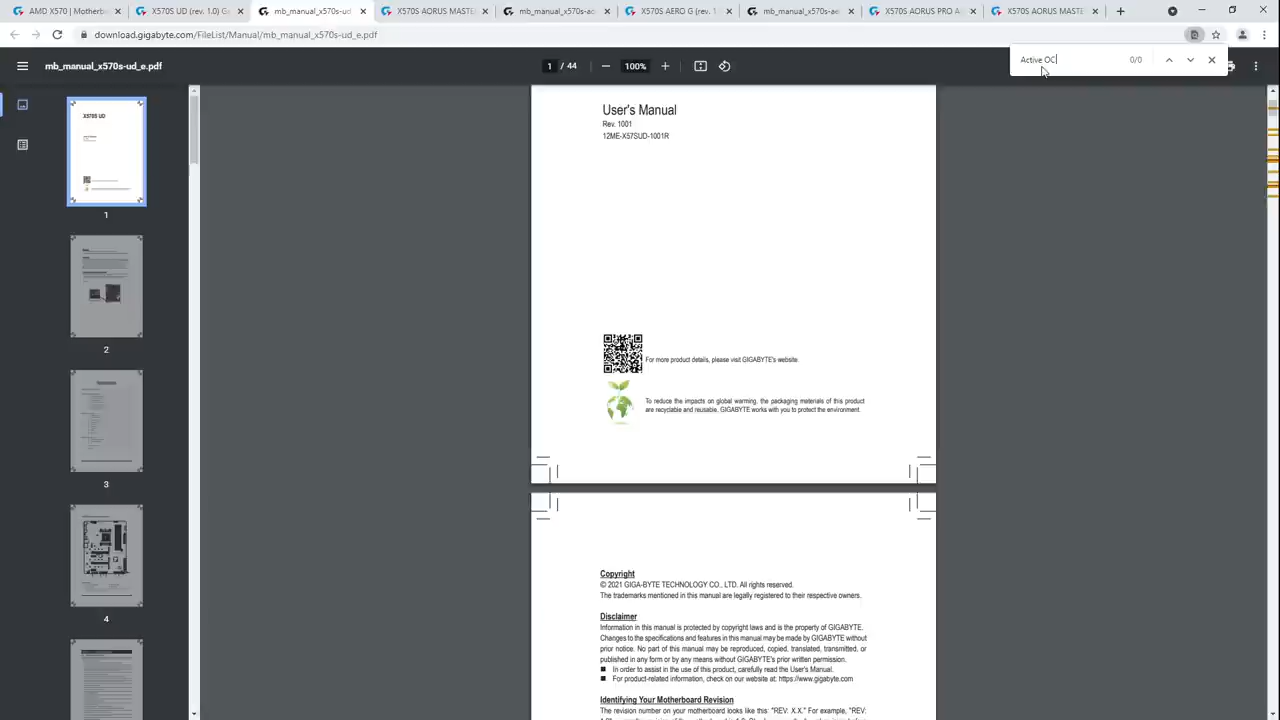 AMD X570 | Motherb
X570S UD (rev. 1.0) Ge
mb_manual_x570s-ud
X570S AORUS MASTE
mb_manual_x570s-ao
X570S AERO G (rev. 1
mb_manual_x570s-ae
X570S AORUS PRO A
X570S AORUS MASTE
download.gigabyte.com/FileList/Manual/mb_manual_x570s-ud_e.pdf
mb_manual_x570s-ud_e.pdf
1 / 44
100%
Active OC
0/0
X570S UD
1
2
3
4
User's Manual
Rev. 1001
12ME-X57SUD-1001R
For more product details, please visit GIGABYTE's website.
To reduce the impacts on global warming, the packaging materials of this product
are recyclable and reusable. GIGABYTE works with you to protect the environment.
Copyright
© 2021 GIGA-BYTE TECHNOLOGY CO., LTD. All rights reserved.
The trademarks mentioned in this manual are legally registered to their respective owners.
Disclaimer
Information in this manual is protected by copyright laws and is the property of GIGABYTE.
Changes to the specifications and features in this manual may be made by GIGABYTE without
prior notice. No part of this manual may be reproduced, copied, translated, transmitted, or
published in any form or by any means without GIGABYTE's prior written permission.
In order to assist in the use of this product, carefully read the User's Manual.
For product-related information, check on our website at: https://www.gigabyte.com
Identifying Your Motherboard Revision
The revision number on your motherboard looks like this: "REV: X.X." For example, "REV: